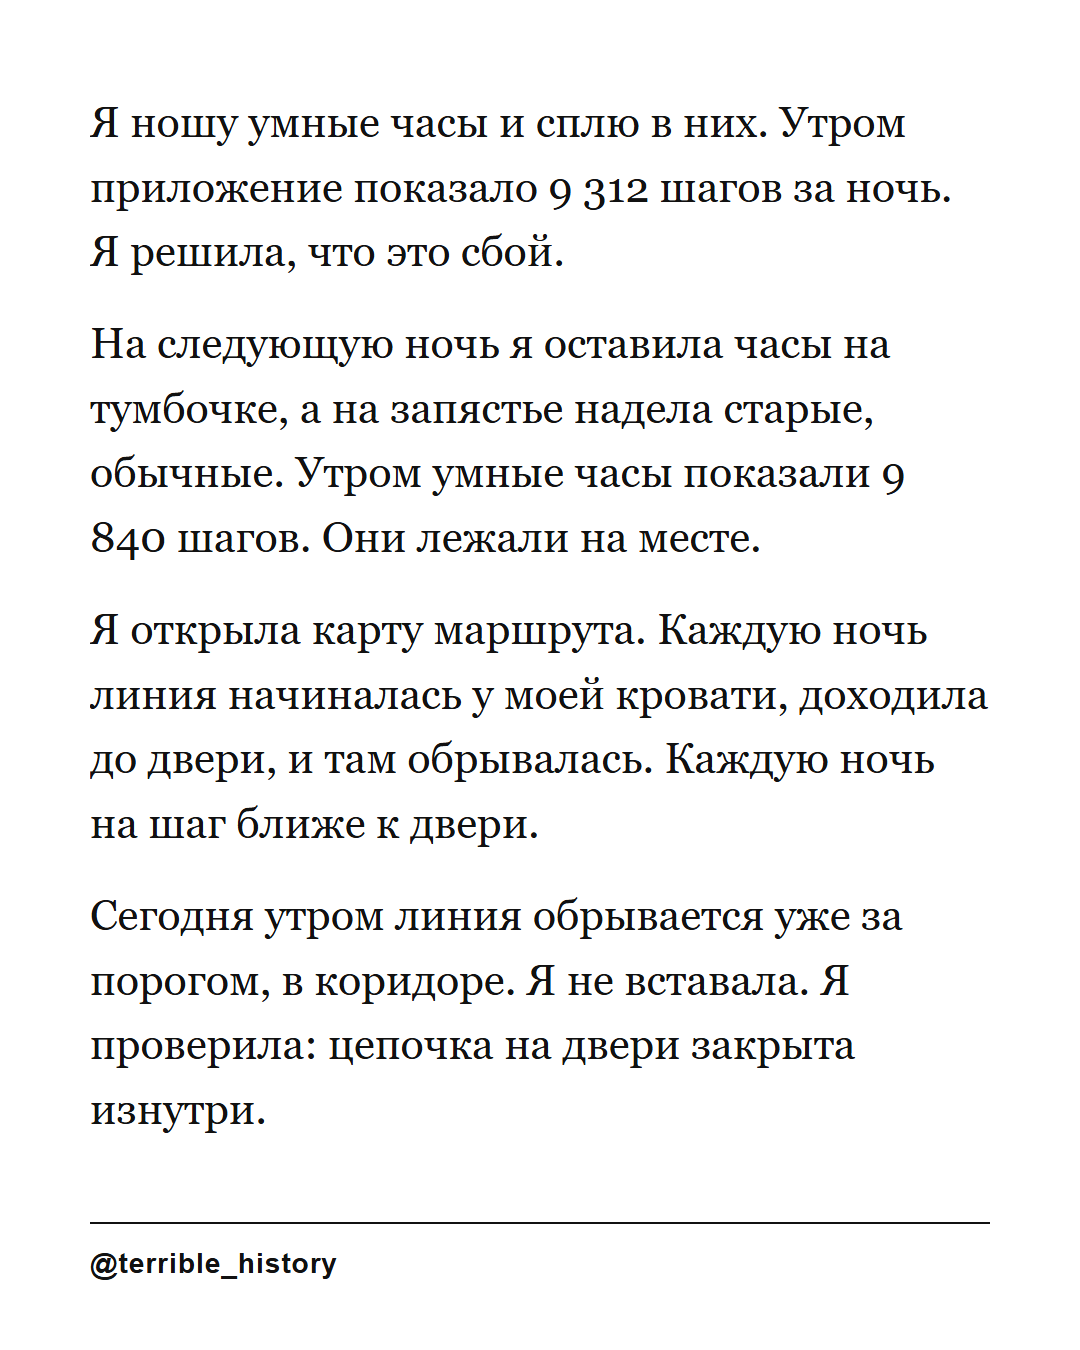 Я ношу умные часы и сплю в них. Утром
приложение показало 9 312 шагов за ночь.
Я решила, что это сбой.
На следующую ночь я оставила часы на
тумбочке, а на запястье надела старые,
обычные. Утром умные часы показали 9
840 шагов. Они лежали на месте.
Я открыла карту маршрута. Каждую ночь
линия начиналась у моей кровати, доходила
до двери, и там обрывалась. Каждую ночь
на шаг ближе к двери.
Сегодня утром линия обрывается уже за
порогом, в коридоре. Я не вставала. Я
проверила: цепочка на двери закрыта
изнутри.
@terrible_history